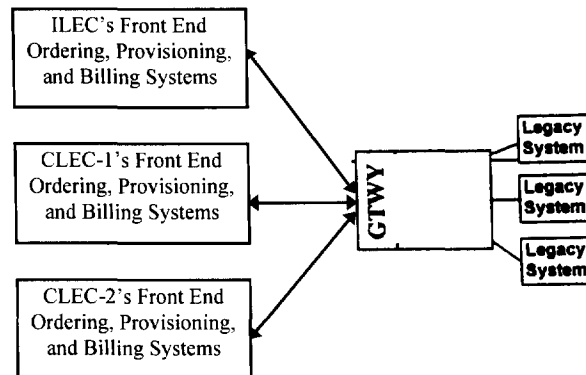 ILEC's Front End
Ordering, Provisioning,
and Billing Systems
CLEC-1's Front End
Ordering, Provisioning,
and Billing Systems
CLEC-2's Front End
Ordering, Provisioning,
and Billing Systems
GTWY
Legacy
System
Legacy
System
Legacy
System